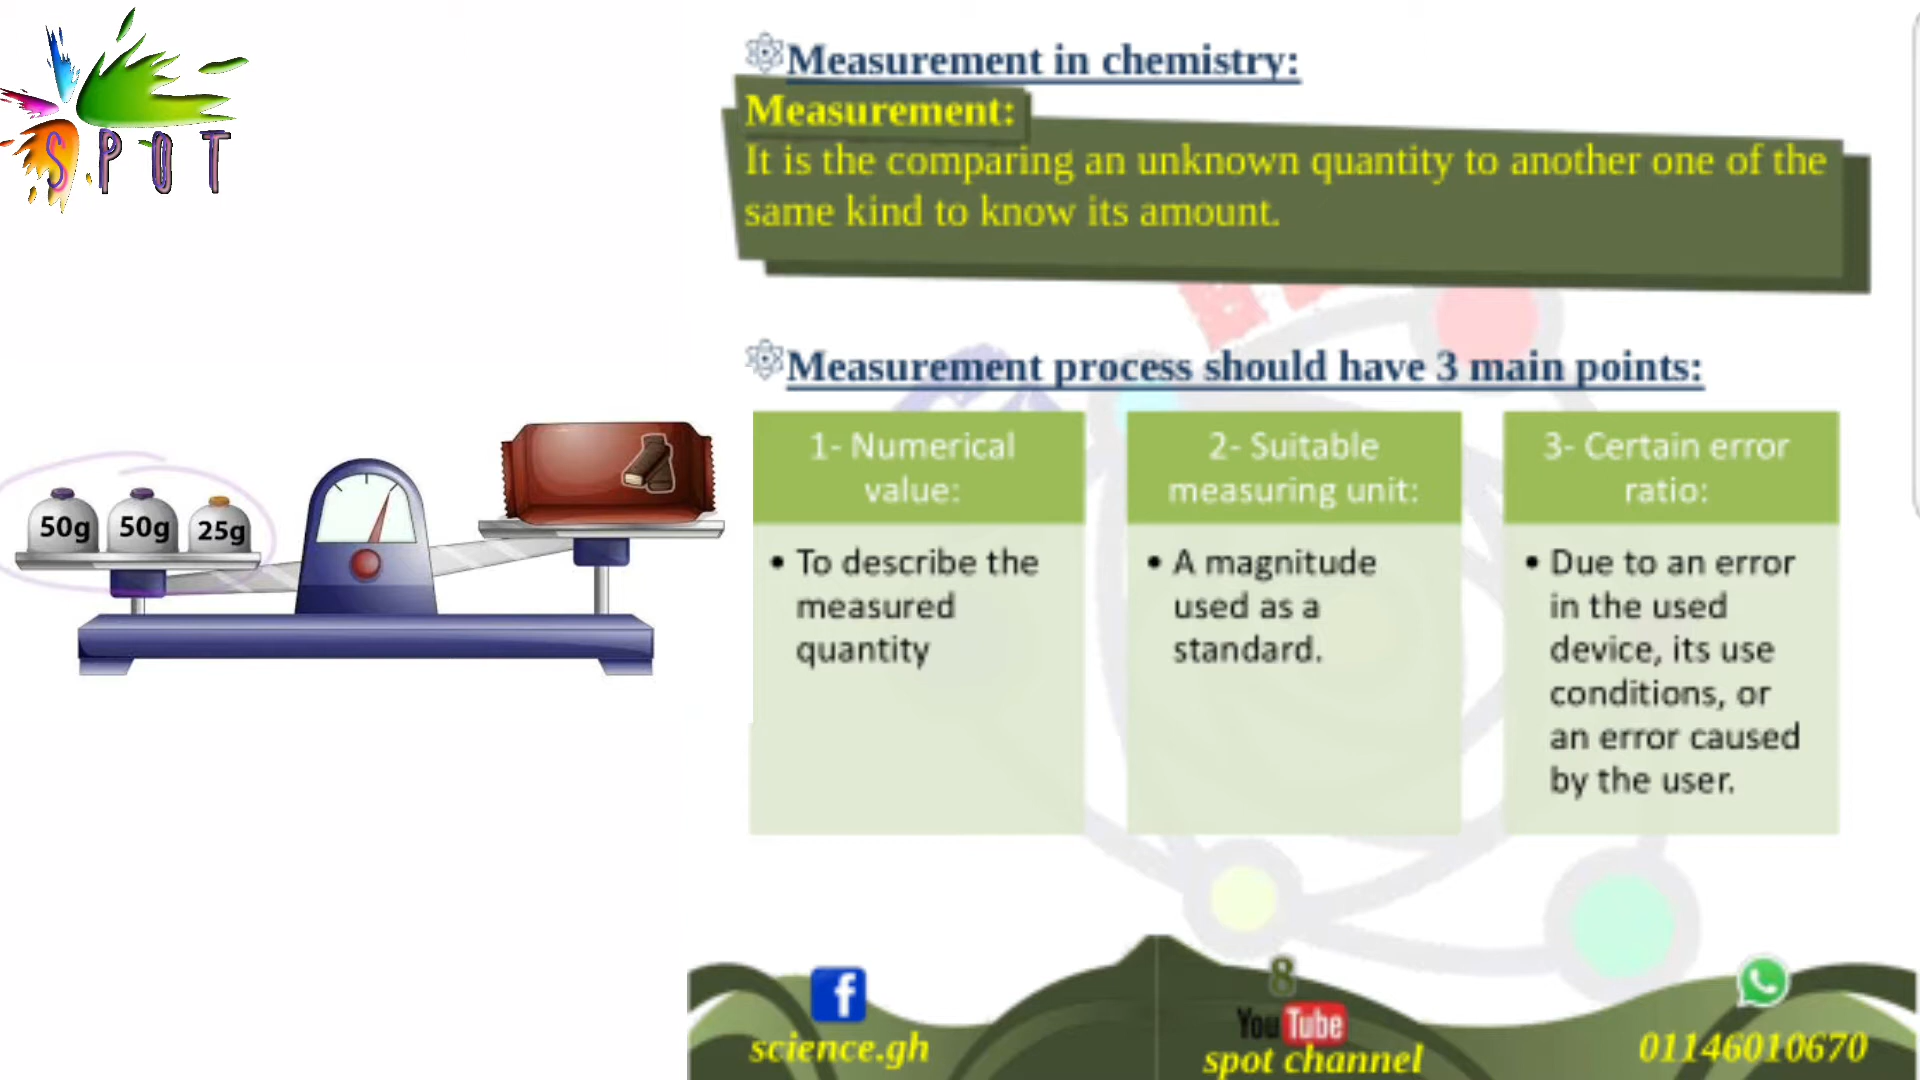 SPOT
50g
50g
25g
Measurement in chemistry:
Measurement:
It is the comparing an unknown quantity to another one of the
same kind to know its amount.
Measurement process should have 3 main points:
1- Numerical
value:
• To describe the
measured
quantity
2- Suitable
measuring unit:
• A magnitude
used as a
standard.
3- Certain error
ratio:
• Due to an error
in the used
device, its use
conditions, or
an error caused
by the user.
f
science.gh
8
YouTube
spot channel
01146010670